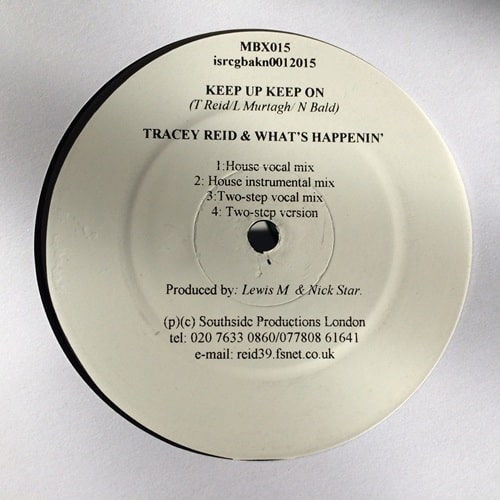 MBX015
isrcgbakn0012015
KEEP UP KEEP ON
(T Reid/L Murtagh/ N Bald)
TRACEY REID & WHAT'S HAPPENIN'
1:House vocal mix
2: House instrumental mix
3:Two-step vocal mix
4: Two-step version
Produced by: Lewis M & Nick Star.
(p)(c) Southside Productions London
tel: 020 7633 0860/077808 61641
e-mail: reid39.fsnet.co.uk